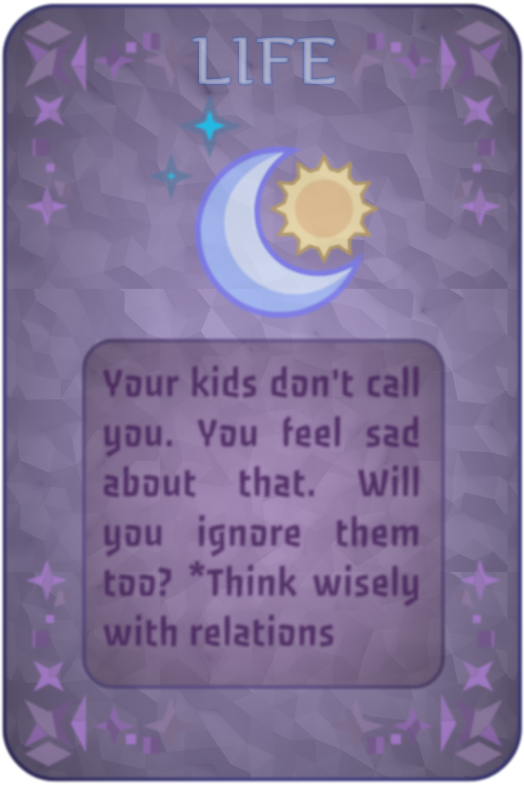 LIFE
Your kids don't call
you. You feel sad
about that. Will
you ignore them
too? *Think wisely
with relations